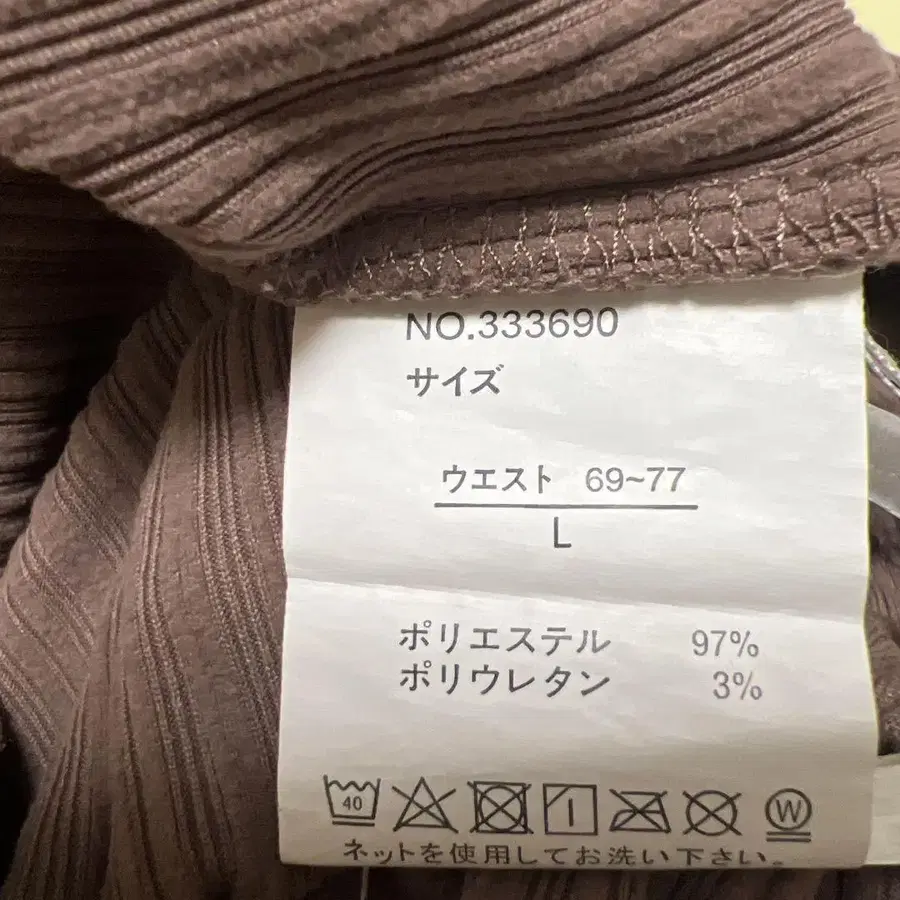 NO.333690
サイズ
ウエスト 69~77
L
ポリエステル 97%
ポリウレタン 3%
40 W
ネットを使用してお洗い下さい。